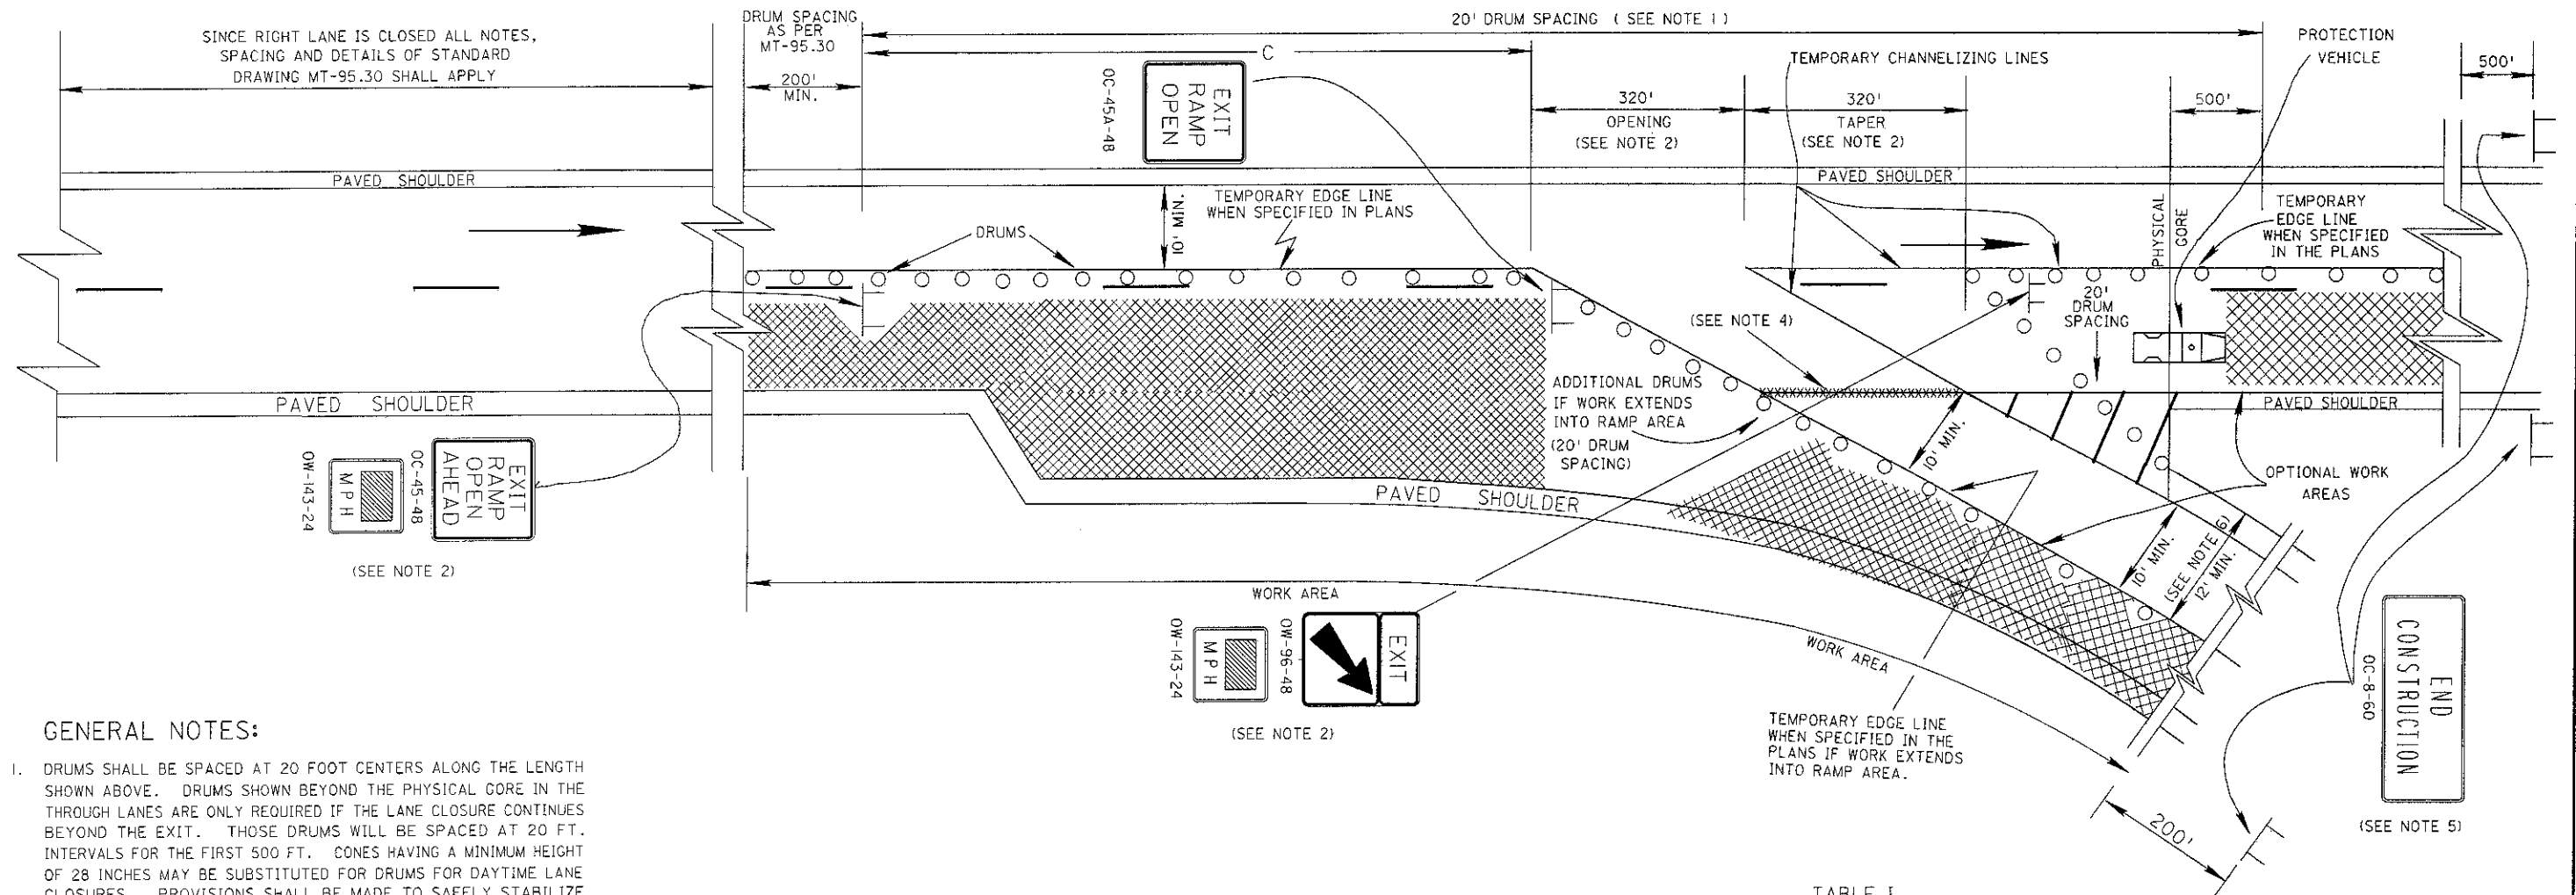 SINCE RIGHT LANE IS CLOSED ALL NOTES,
SPACING AND DETAILS OF STANDARD
DRAWING MT-95.30 SHALL APPLY
DRUM SPACING
AS PER
MT-95.30
200'
MIN.
20' DRUM SPACING ( SEE NOTE 1 )
C
EXIT
RAMP
OPEN
OC-45A-48
TEMPORARY CHANNELIZING LINES
320'
OPENING
(SEE NOTE 2)
320'
TAPER
(SEE NOTE 2)
500'
PROTECTION
VEHICLE
500'
PAVED SHOULDER
PAVED SHOULDER
10' MIN.
TEMPORARY EDGE LINE
WHEN SPECIFIED IN PLANS
DRUMS
PHYSICAL
GORE
TEMPORARY
EDGE LINE
WHEN SPECIFIED
IN THE PLANS
20'
DRUM
SPACING
(SEE NOTE 4)
ADDITIONAL DRUMS
IF WORK EXTENDS
INTO RAMP AREA
(20' DRUM
SPACING)
PAVED SHOULDER
PAVED SHOULDER
10' MIN.
OPTIONAL WORK
AREAS
EXIT
RAMP
OPEN
AHEAD
OC-45-48
MPH
OW-143-24
(SEE NOTE 2)
PAVED SHOULDER
10' MIN.
(SEE NOTE 6)
12' MIN.
WORK AREA
WORK AREA
EXIT
OW-96-48
MPH
OW-143-24
(SEE NOTE 2)
END
CONSTRUCTION
OC-8-60
(SEE NOTE 5)
TEMPORARY EDGE LINE
WHEN SPECIFIED IN THE
PLANS IF WORK EXTENDS
INTO RAMP AREA.
200'
GENERAL NOTES:
1. DRUMS SHALL BE SPACED AT 20 FOOT CENTERS ALONG THE LENGTH
SHOWN ABOVE. DRUMS SHOWN BEYOND THE PHYSICAL GORE IN THE
THROUGH LANES ARE ONLY REQUIRED IF THE LANE CLOSURE CONTINUES
BEYOND THE EXIT. THOSE DRUMS WILL BE SPACED AT 20 FT.
INTERVALS FOR THE FIRST 500 FT. CONES HAVING A MINIMUM HEIGHT
OF 28 INCHES MAY BE SUBSTITUTED FOR DRUMS FOR DAYTIME LANE
CLOSURES. PROVISIONS SHALL BE MADE TO SAFELY STABILIZE
TABLE I